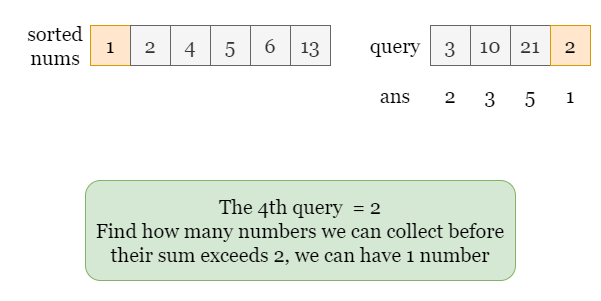 sorted nums 1 2 4 5 6 13
query 3 10 21 2
ans 2 3 5 1
The 4th query = 2
Find how many numbers we can collect before
their sum exceeds 2, we can have 1 number